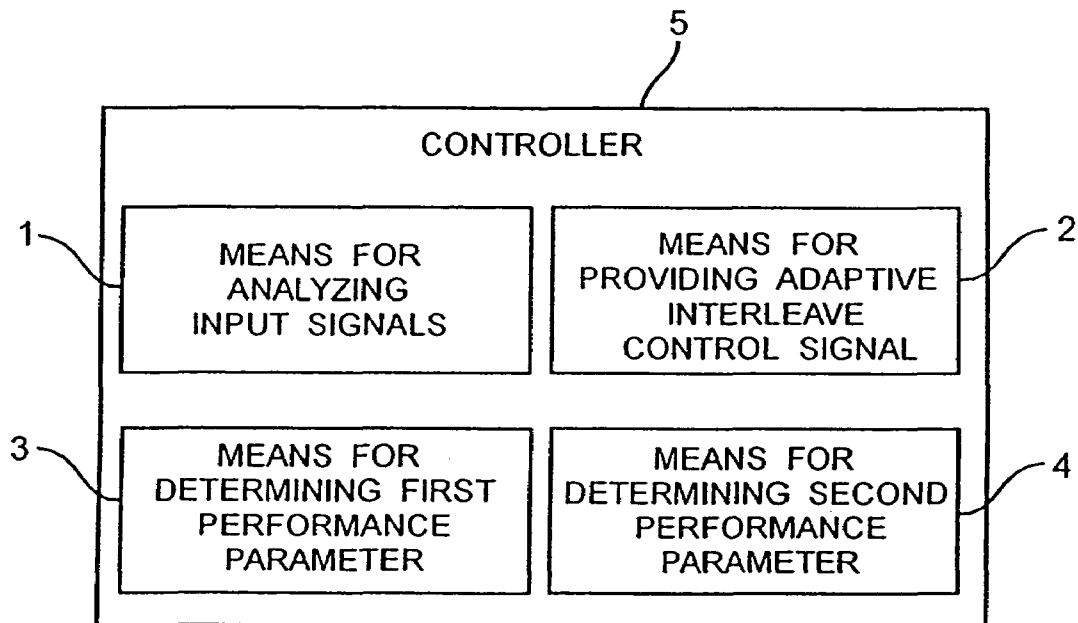 5
CONTROLLER
1
MEANS FOR
ANALYZING
INPUT SIGNALS
MEANS FOR
PROVIDING ADAPTIVE
INTERLEAVE
CONTROL SIGNAL
2
3
MEANS FOR
DETERMINING FIRST
PERFORMANCE
PARAMETER
MEANS FOR
DETERMINING SECOND
PERFORMANCE
PARAMETER
4